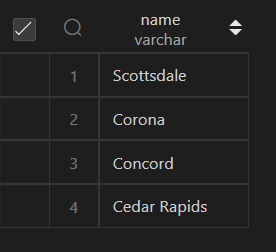 name
varchar
1 Scottsdale
2 Corona
3 Concord
4 Cedar Rapids